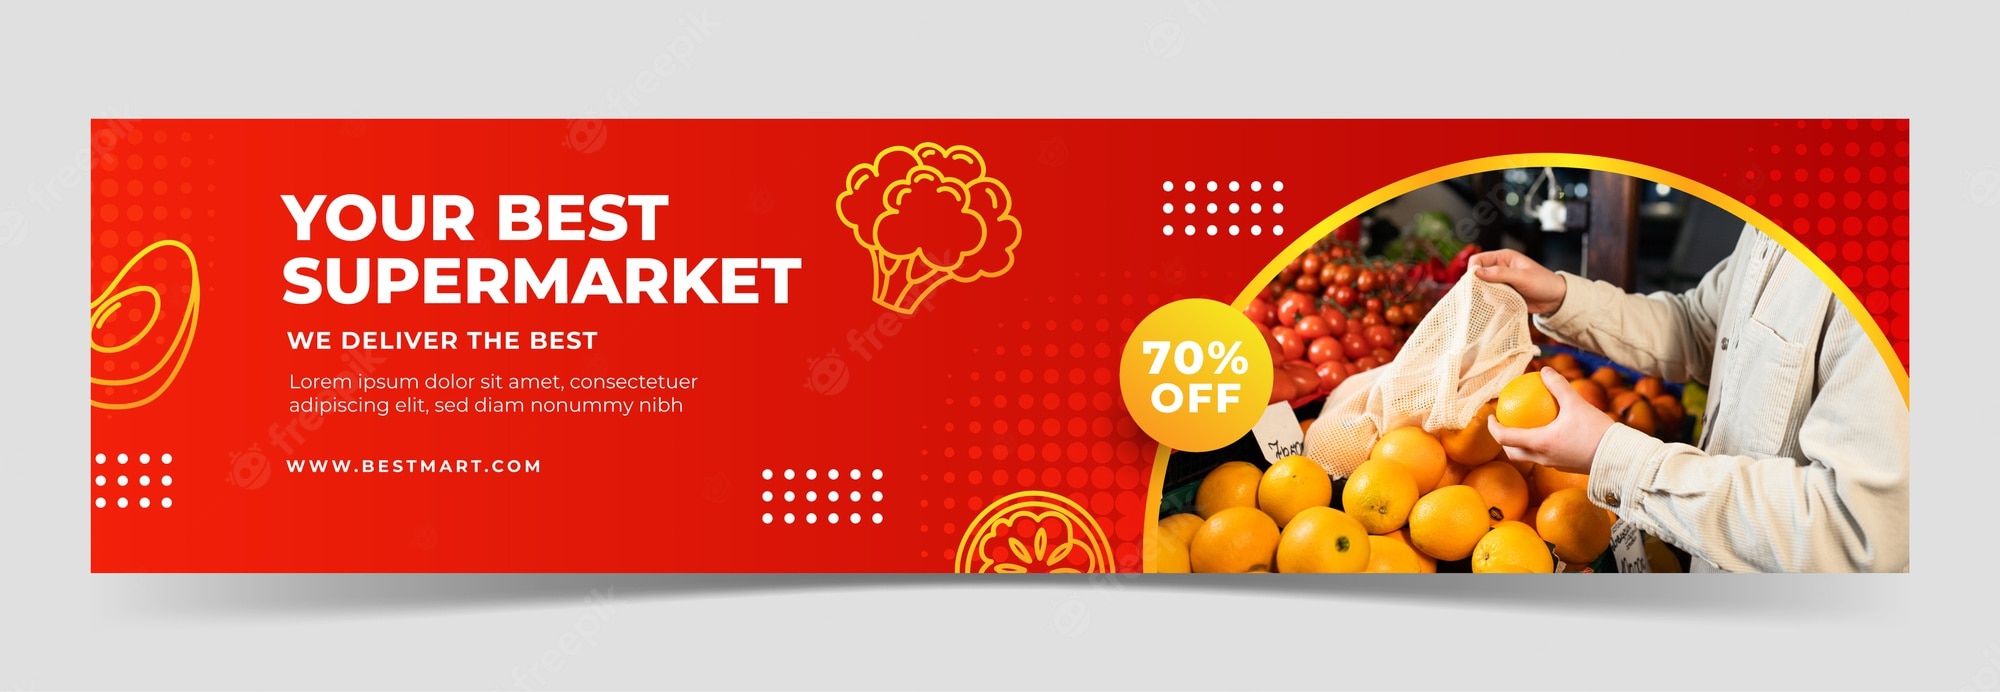 YOUR BEST
SUPERMARKET
WE DELIVER THE BEST
Lorem ipsum dolor sit amet, consectetuer
adipiscing elit, sed diam nonummy nibh
WWW.BESTMART.COM
70%
OFF
freepik